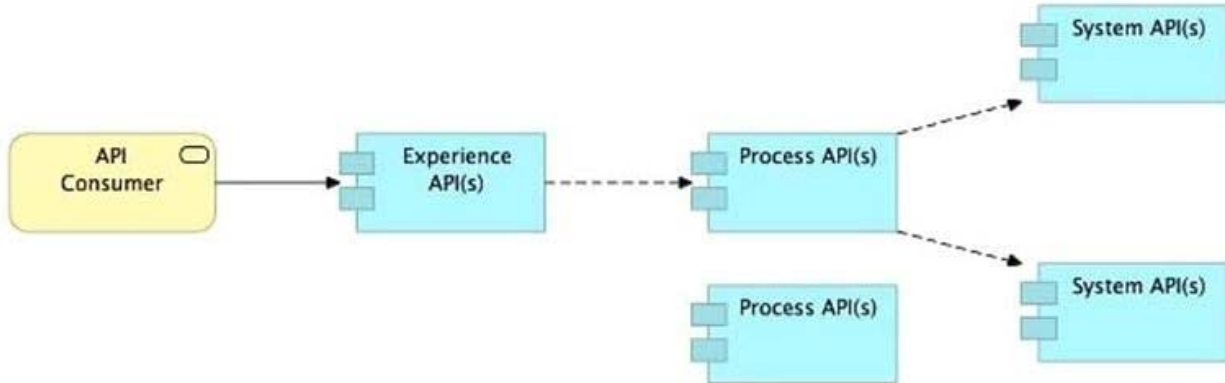 System API(s)
API
Consumer
Experience
API(s)
Process API(s)
Process API(s)
System API(s)